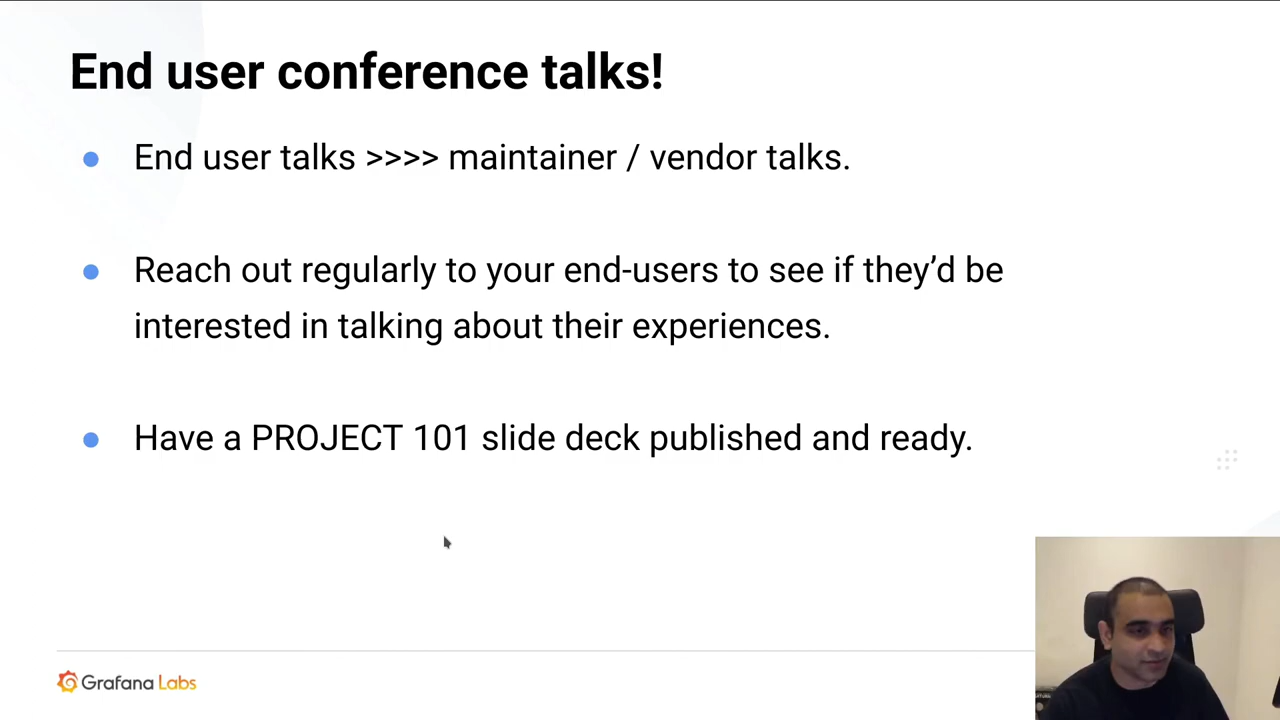 End user conference talks!
End user talks >>>> maintainer / vendor talks.
Reach out regularly to your end-users to see if they’d be
interested in talking about their experiences.
Have a PROJECT 101 slide deck published and ready.
Grafana Labs